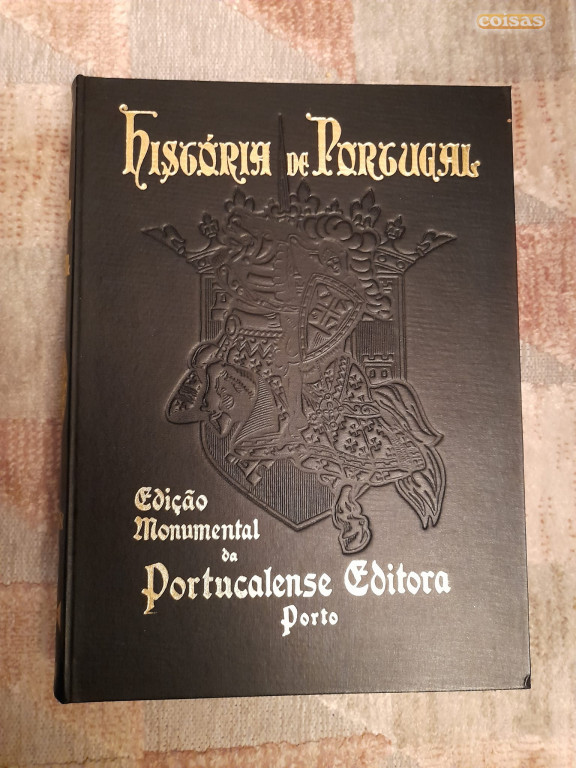 coisas
História de Portugal
Edição
Monumental
da
Portucalense Editora
Porto